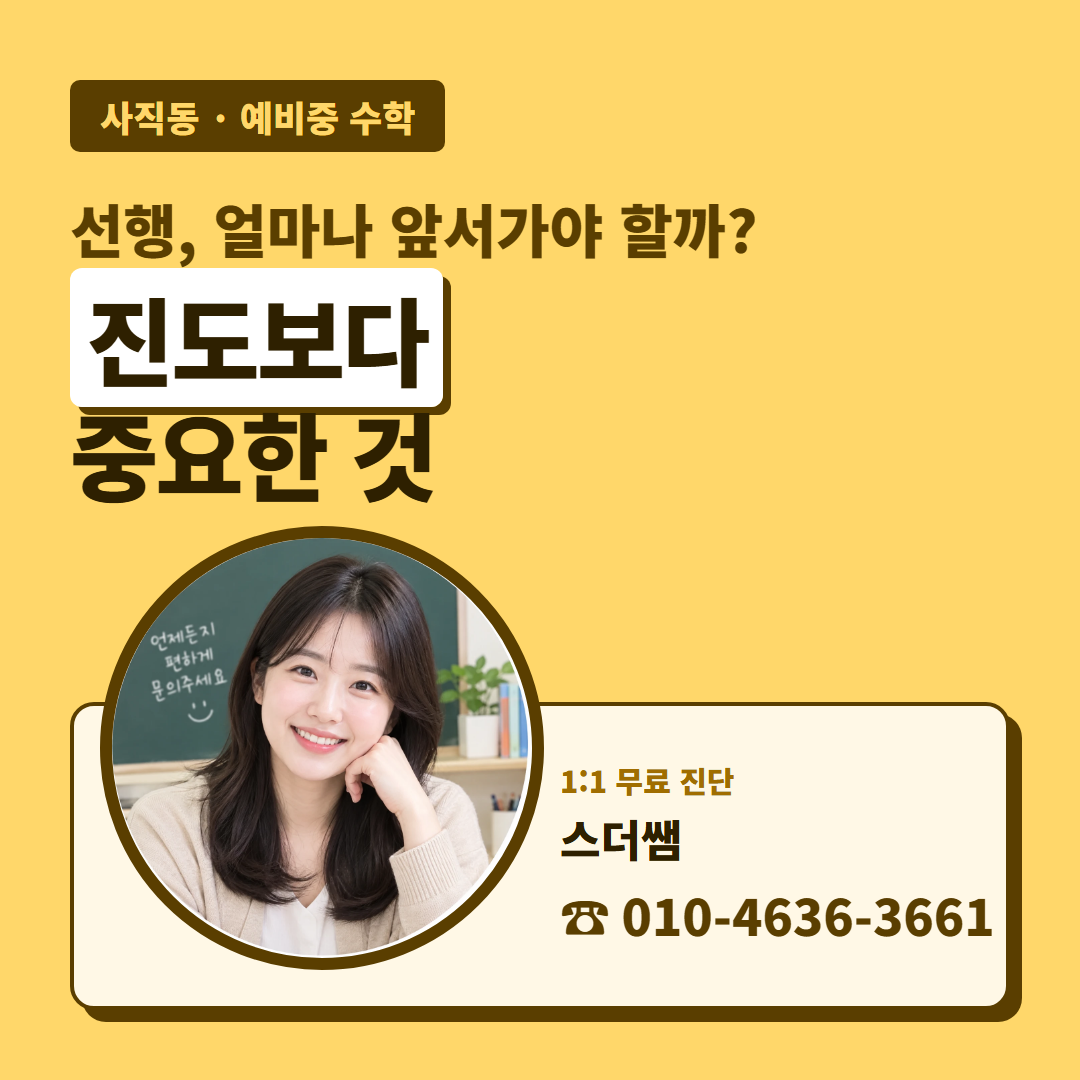 사직동 · 예비중 수학
선행, 얼마나 앞서가야 할까?
진도보다
중요한 것
언제든지
편하게
문의주세요
1:1 무료 진단
스더쌤
☎ 010-4636-3661